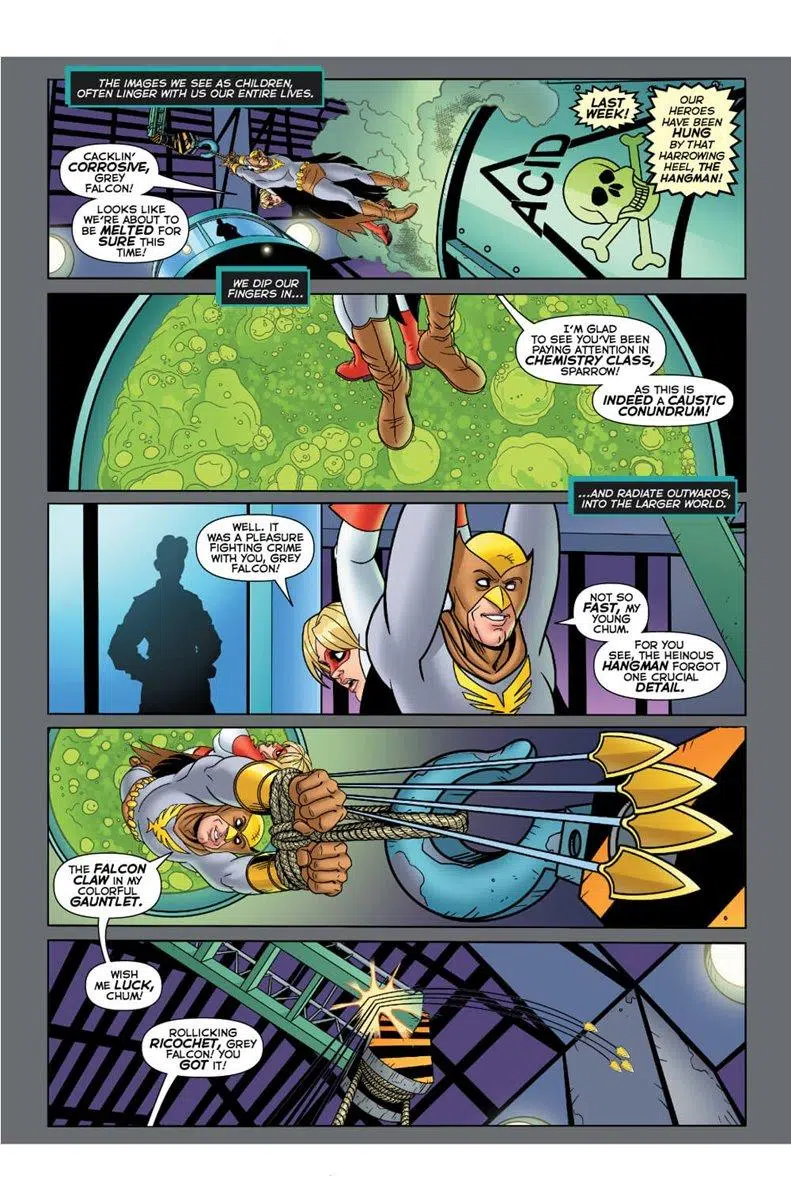 THE IMAGES WE SEE AS CHILDREN,
OFTEN LINGER WITH US OUR ENTIRE LIVES.
CACKLIN'
CORROSIVE,
GREY
FALCON!
LOOKS LIKE
WE'RE ABOUT TO
BE MELTED FOR
SURE THIS
TIME!
ACID
LAST
WEEK!
OUR
HEROES
HAVE BEEN
HUNG
BY THAT
HARROWING
HEEL, THE
HANGMAN!
WE DIP OUR
FINGERS IN...
I'M GLAD
TO SEE YOU'VE BEEN
PAYING ATTENTION IN
CHEMISTRY CLASS,
SPARROW!
AS THIS IS
INDEED A CAUSTIC
CONUNDRUM!
...AND RADIATE OUTWARDS,
INTO THE LARGER WORLD.
WELL. IT
WAS A PLEASURE
FIGHTING CRIME
WITH YOU, GREY
FALCON!
NOT SO
FAST, MY
YOUNG
CHUM.
FOR YOU
SEE, THE HEINOUS
HANGMAN FORGOT
ONE CRUCIAL
DETAIL.
THE FALCON
CLAW IN MY
COLORFUL
GAUNTLET.
WISH
ME LUCK,
CHUM!
ROLLICKING
RICOCHET, GREY
FALCON! YOU
GOT IT!